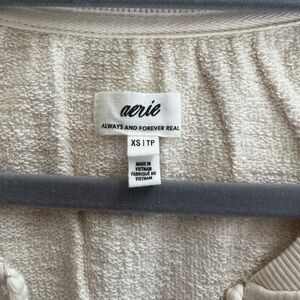 aerie
ALWAYS AND FOREVER REAL
XS | TP
MADE IN
VIETNAM
FABRIQUÉ AU
VIETNAM